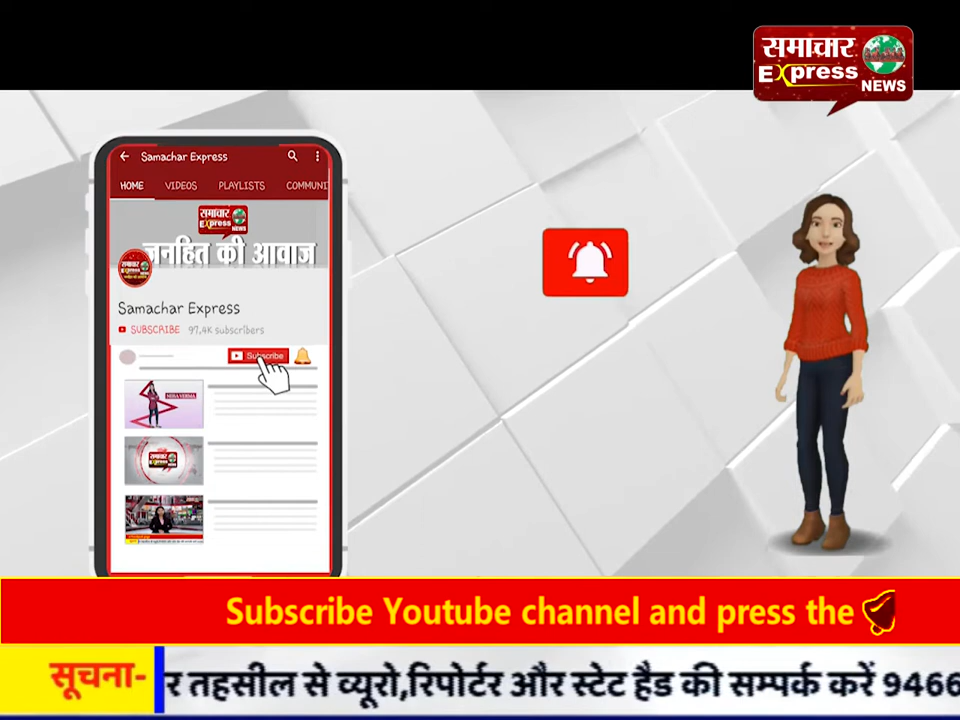 समाचार
Express
NEWS
Samachar Express
HOME VIDEOS PLAYLISTS COMMUNI
समाचार
Express
NEWS
जनहित की आवाज
Samachar Express
SUBSCRIBE 97.4K subscribers
Subscribe
Subscribe Youtube channel and press the
सूचना- र तहसील से ब्यूरो,रिपोर्टर और स्टेट हैड की सम्पर्क करें 9466